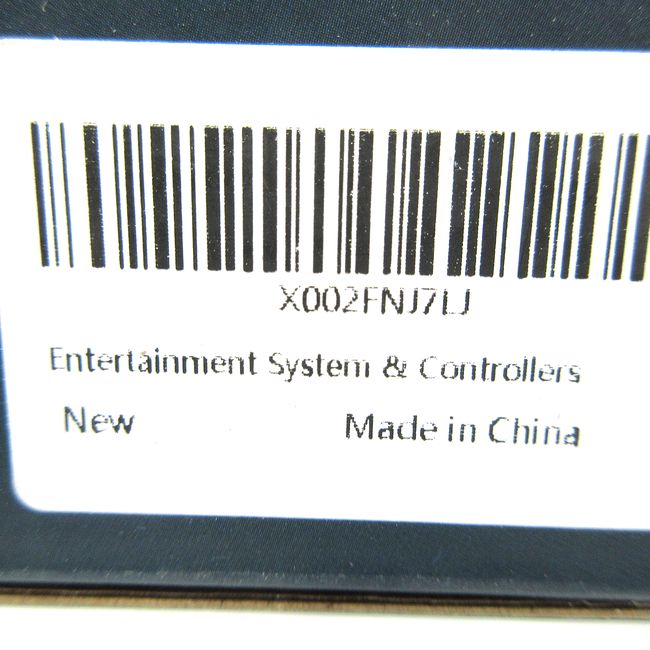 X002FNJ7LJ
Entertainment System & Controllers
New
Made in China